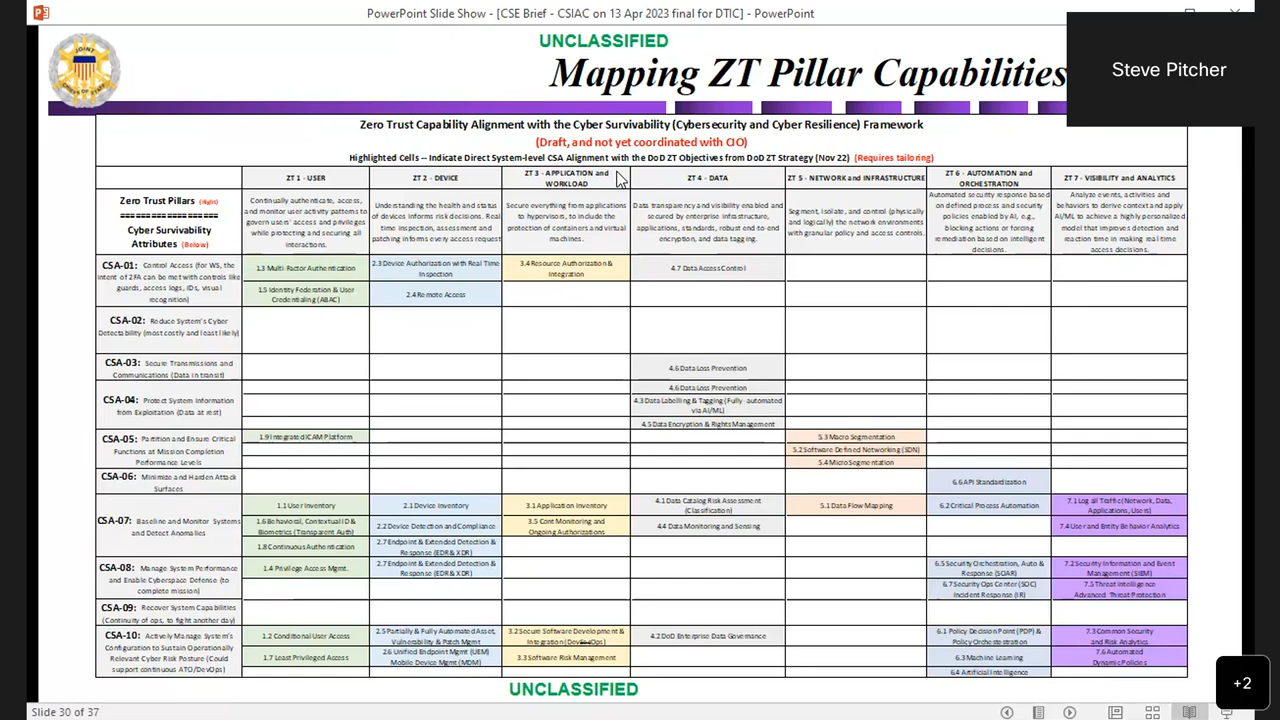 PowerPoint Slide Show - [CSE Brief - CSIAC on 13 Apr 2023 final for DTIC] - PowerPoint
UNCLASSIFIED
Mapping ZT Pillar Capabilities
Steve Pitcher
Zero Trust Capability Alignment with the Cyber Survivability (Cybersecurity and Cyber Resilience) Framework
(Draft, and not yet coordinated with CIO)
Highlighted Cells -- Indicate Direct System-level CSA Alignment with the DoD ZT Objectives from DoD ZT Strategy (Nov 22) (Requires tailoring)
ZT 1 - USER
ZT 2 - DEVICE
ZT 3 - APPLICATION and
WORKLOAD
ZT 4 - DATA
ZT 5 - NETWORK and INFRASTRUCTURE
ZT 6 - AUTOMATION and
ORCHESTRATION
ZT 7 - VISIBILITY and ANALYTICS
Zero Trust Pillars (Right)
==================
Cyber Survivability
Attributes (Below)
Continually authenticate, access,
and monitor user activity patterns to
govern users' access and privileges
while protecting and securing all
interactions.
Understanding the health and status
of devices informs risk decisions. Real
time inspection, assessment and
patching informs every access request
Secure everything from applications
to hypervisors, to include the
protection of containers and virtual
machines.
Data transparency and visibility enabled and
secured by enterprise infrastructure,
applications, standards, robust end-to-end
encryption, and data tagging.
Segment, isolate, and control (physically
and logically) the network environments
with granular policy and access controls.
Automated security response based
on defined process and security
policies enabled by AI, e.g.,
blocking actions or forcing
remediation based on intelligent
decisions.
Analyze events, activities and
behaviors to derive context and apply
AI/ML to achieve a highly personalized
model that improves detection and
reaction time in making real time
access decisions.
CSA-01: Control Access (for WS, the
intent of 2FA can be met with controls like
guards, access logs, IDs, visual
recognition)
1.3 Multi Factor Authentication
2.3 Device Authorization with Real Time
Inspection
3.4 Resource Authorization &
Integration
4.7 Data Access Control
1.5 Identity Federation & User
Credentialing (ABAC)
2.4 Remote Access
CSA-02: Reduce System's Cyber
Detectability (most costly and least likely)
CSA-03: Secure Transmissions and
Communications (Data in transit)
4.6 Data Loss Prevention
CSA-04: Protect System Information
from Exploitation (Data at rest)
4.6 Data Loss Prevention
4.3 Data Labelling & Tagging (Fully- automated
via AI/ML)
4.5 Data Encryption & Rights Management
CSA-05: Partition and Ensure Critical
Functions at Mission Completion
Performance Levels
1.9 Integrated ICAM Platform
5.3 Macro Segmentation
5.2 Software Defined Networking (SDN)
5.4 Micro Segmentation
CSA-06: Minimize and Harden Attack
Surfaces
6.6 API Standardization
CSA-07: Baseline and Monitor Systems
and Detect Anomalies
1.1 User Inventory
2.1 Device Inventory
3.1 Application Inventory
4.1 Data Catalog Risk Assessment
(Classification)
5.1 Data Flow Mapping
6.2 Critical Process Automation
7.1 Log all Traffic (Network, Data,
Applications, Users)
1.6 Behavioral, Contextual ID &
Biometrics (Transparent Auth)
2.2 Device Detection and Compliance
3.5 Cont Monitoring and
Ongoing Authorizations
4.4 Data Monitoring and Sensing
7.4 User and Entity Behavior Analytics
1.8 Continuous Authentication
2.7 Endpoint & Extended Detection &
Response (EDR & XDR)
CSA-08: Manage System Performance
and Enable Cyberspace Defense (to
complete mission)
1.4 Privilege Access Mgmt.
2.7 Endpoint & Extended Detection &
Response (EDR & XDR)
6.5 Security Orchestration, Auto &
Response (SOAR)
7.2 Security Information and Event
Management (SIEM)
6.7 Security Ops Center (SOC)
Incident Response (IR)
7.5 Threat Intelligence
Advanced Threat Protection
CSA-09: Recover System Capabilities
(Continuity of ops, to fight another day)
CSA-10: Actively Manage System's
Configuration to Sustain Operationally
Relevant Cyber Risk Posture (Could
support continuous ATO/DevOps)
1.2 Conditional User Access
2.5 Partially & Fully Automated Asset,
Vulnerability & Patch Mgmt
3.2 Secure Software Development &
Integration (DevSecOps)
4.2 DoD Enterprise Data Governance
6.1 Policy Decision Point (PDP) &
Policy Orchestration
7.3 Common Security
and Risk Analytics
1.7 Least Privileged Access
2.6 Unified Endpoint Mgmt (UEM)
Mobile Device Mgmt (MDM)
3.3 Software Risk Management
6.3 Machine Learning
7.6 Automated
Dynamic Policies
6.4 Artificial Intelligence
UNCLASSIFIED
+2
Slide 30 of 37